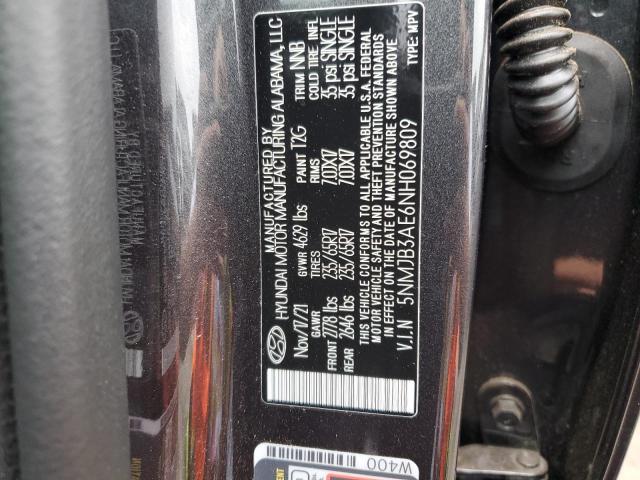 MANUFACTURED BY
HYUNDAI MOTOR MANUFACTURING ALABAMA, LLC
Nov/17/21 GVWR 4629 lbs PAINT T2G TRIM NNB
GAWR TIRES RIMS COLD TIRE INFL
FRONT 2778 lbs 235/65R17 7.0JX17 35 psi SINGLE
REAR 2646 lbs 235/65R17 7.0JX17 35 psi SINGLE
THIS VEHICLE CONFORMS TO ALL APPLICABLE U.S.A. FEDERAL
MOTOR VEHICLE SAFETY AND THEFT PREVENTION STANDARDS
IN EFFECT ON THE DATE OF MANUFACTURE SHOWN ABOVE
V.I.N 5NMJB3AE6NH069809 TYPE: MPV
W400